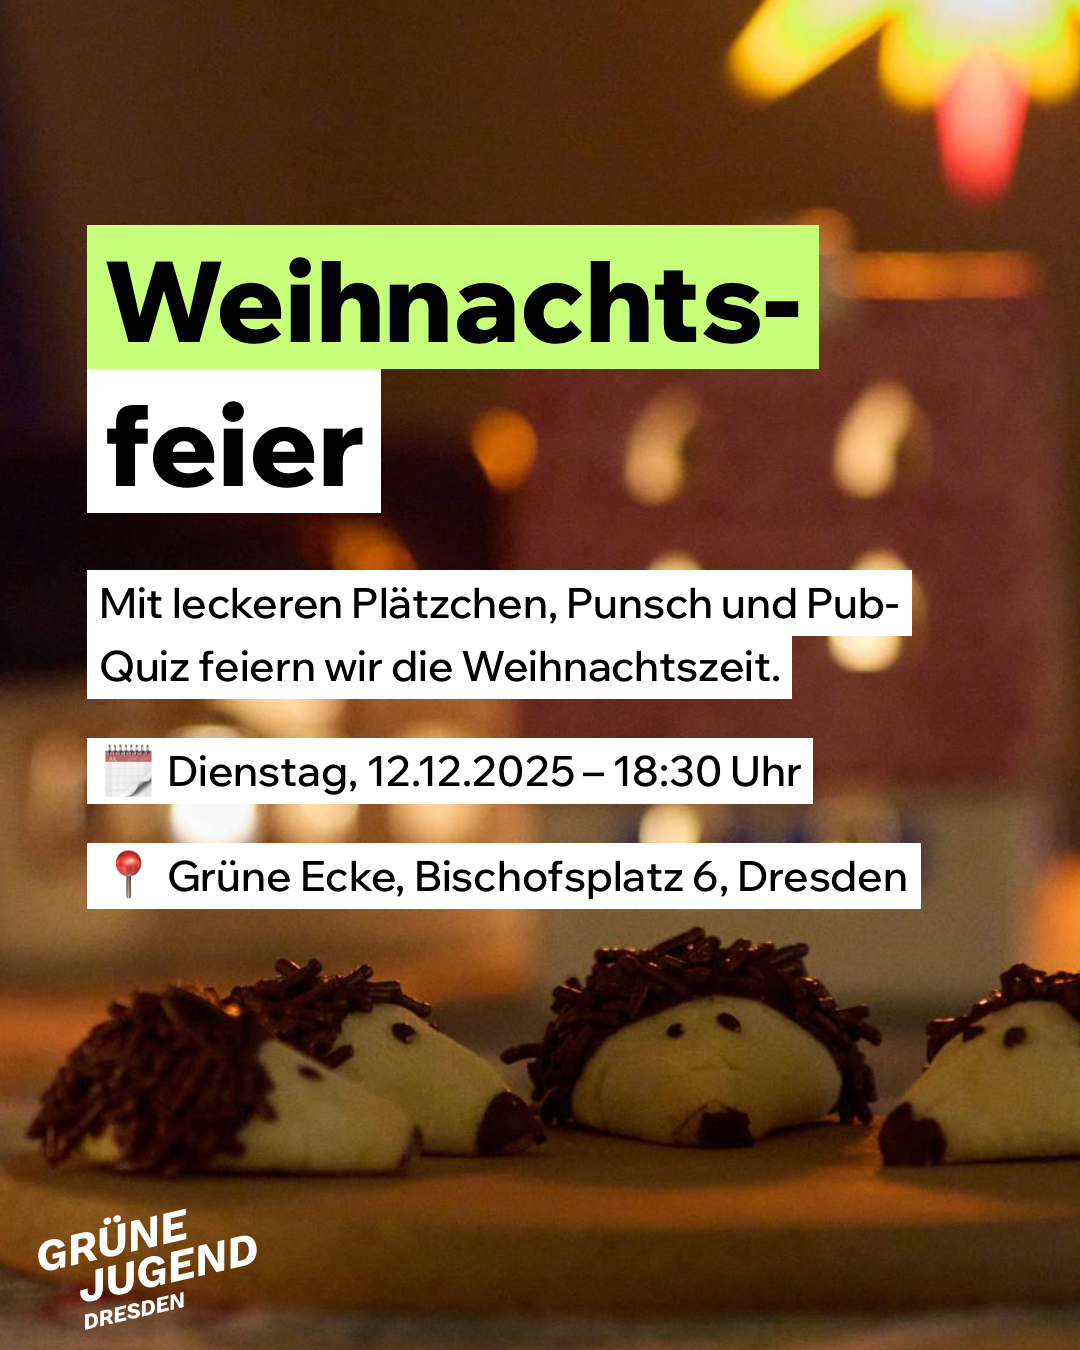 Weihnachts-
feier
Mit leckeren Plätzchen, Punsch und Pub-
Quiz feiern wir die Weihnachtszeit.
Dienstag, 12.12.2025 – 18:30 Uhr
Grüne Ecke, Bischofsplatz 6, Dresden
GRÜNE
JUGEND
DRESDEN